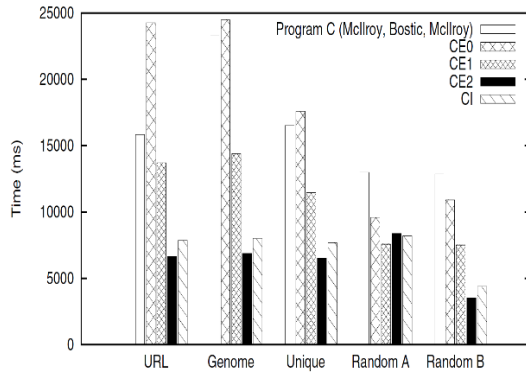 25000
20000
15000
10000
5000
0
Time (ms)
Program C (McIlroy, Bostic, McIlroy)
CE0
CE1
CE2
CI
URL Genome Unique Random A Random B